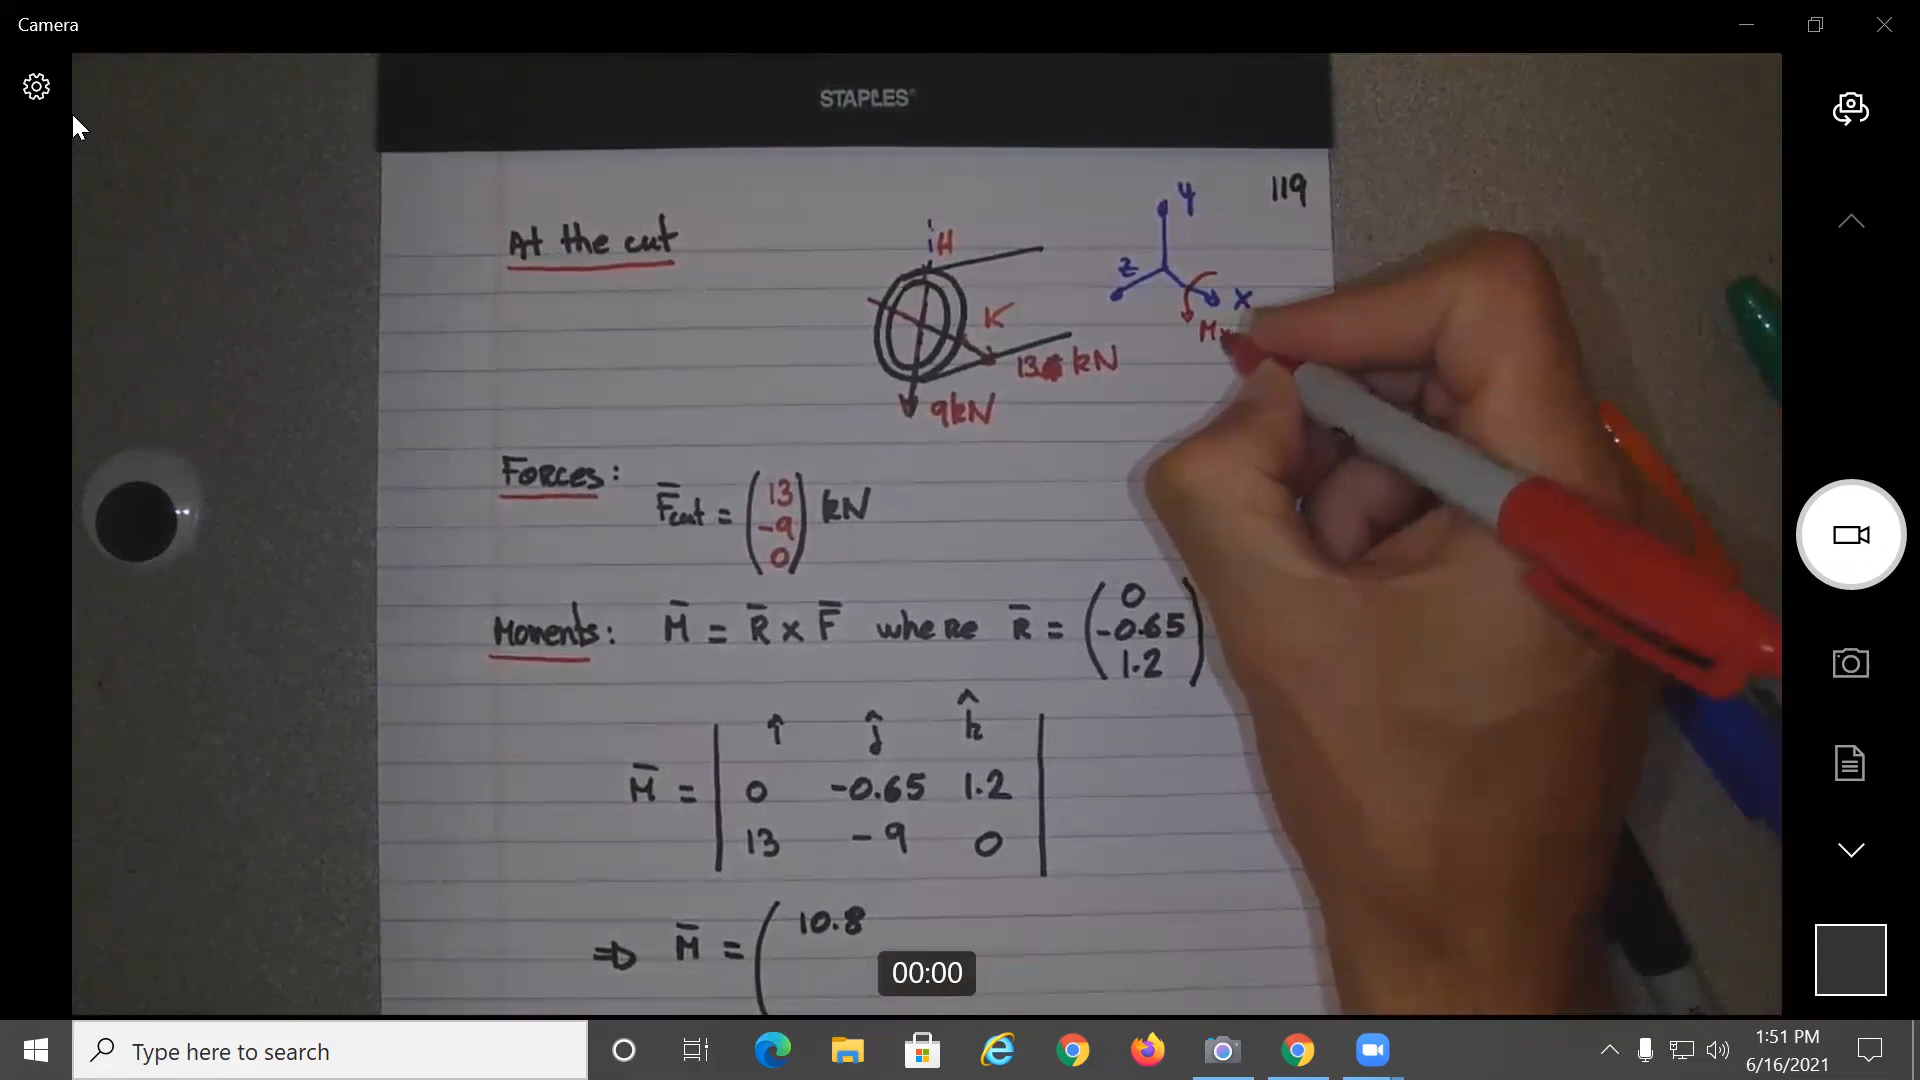 Camera
STAPLES
119
At the cut
H
Y
Z
X
K
Mx
13 kN
9kN
Forces:
F̅cut = (13 -9 0) kN
Moments: M̅ = R̅ x F̅ where R̅ = (0 -0.65 1.2)
î ĵ k̂
M̅ = | 0 -0.65 1.2 |
13 -9 0
⇒ M̅ = ( 10.8
00:00
Type here to search
1:51 PM
6/16/2021